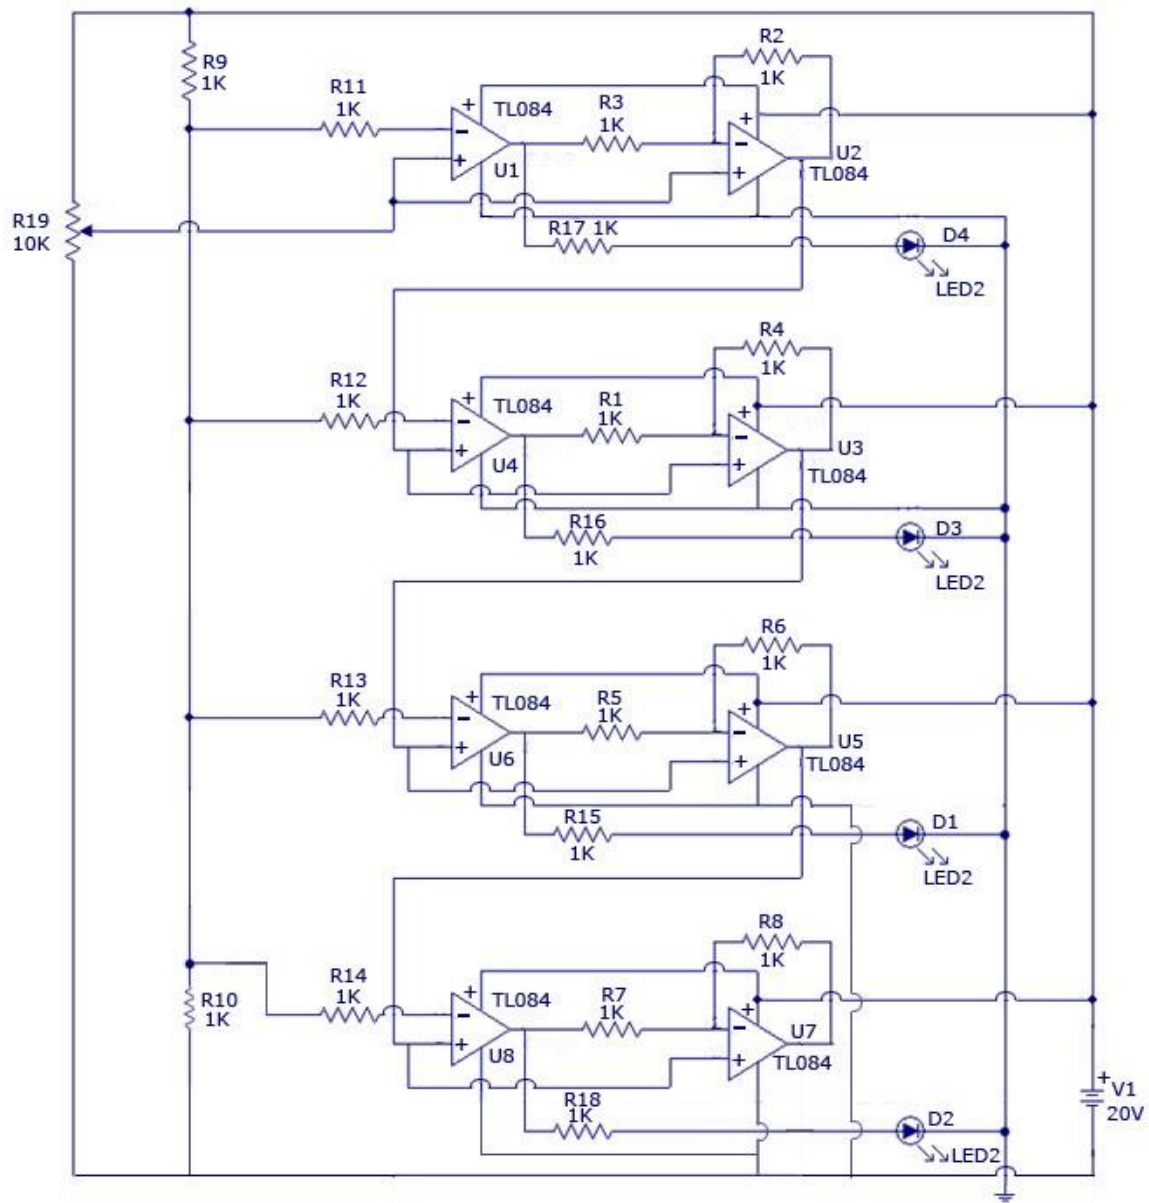 R2
1K
R9
1K
R11
1K
+
TL084
R3
1K
+
-
+
U1
-
+
U2
TL084
R19
10K
R17 1K
D4
LED2
R4
1K
R12
1K
+
TL084
R1
1K
+
-
+
U4
-
+
U3
TL084
R16
1K
D3
LED2
R6
1K
R13
1K
+
TL084
R5
1K
+
-
+
U6
-
+
U5
TL084
R15
1K
D1
LED2
R8
1K
R14
1K
+
TL084
R7
1K
+
R10
1K
-
+
U8
-
+
U7
TL084
R18
1K
D2
LED2
+
V1
20V